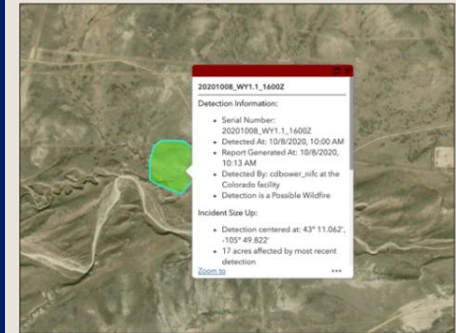 20201008_WY1.1_1600Z
Detection Information:
• Serial Number:
20201008_WY1.1_1600Z
• Detected At: 10/8/2020, 10:00 AM
• Report Generated At: 10/8/2020,
10:13 AM
• Detected By: cdbower_nifc at the
Colorado facility
• Detection is a Possible Wildfire
Incident Size Up:
• Detection centered at: 43° 11.062',
-105° 49.822'
• 17 acres affected by most recent
detection
Zoom to
•••